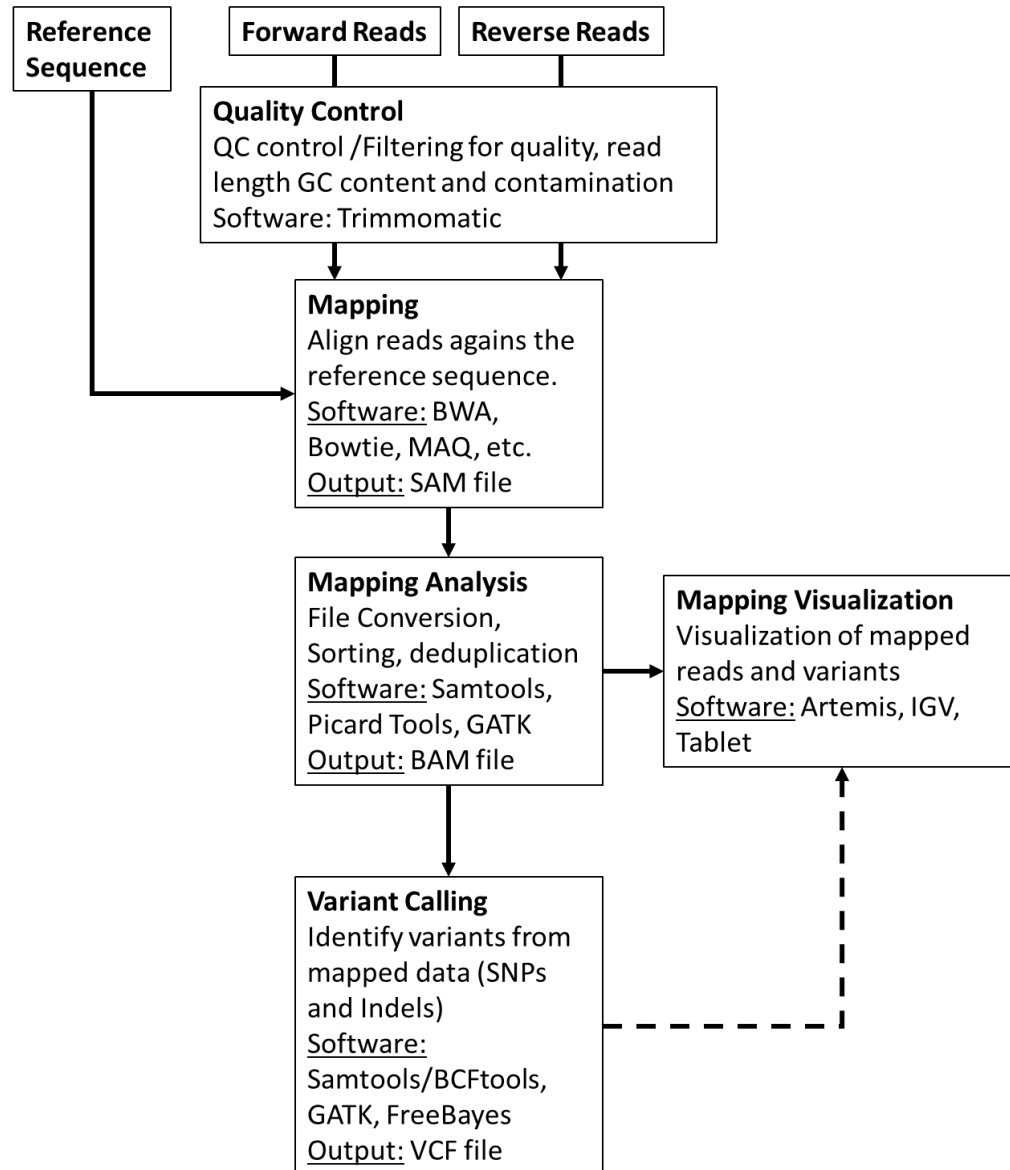 Reference
Sequence
Forward Reads
Reverse Reads
Quality Control
QC control /Filtering for quality, read
length GC content and contamination
Software: Trimmomatic
Mapping
Align reads agains the
reference sequence.
Software: BWA,
Bowtie, MAQ, etc.
Output: SAM file
Mapping Analysis
File Conversion,
Sorting, deduplication
Software: Samtools,
Picard Tools, GATK
Output: BAM file
Mapping Visualization
Visualization of mapped
reads and variants
Software: Artemis, IGV,
Tablet
Variant Calling
Identify variants from
mapped data (SNPs
and Indels)
Software:
Samtools/BCFtools,
GATK, FreeBayes
Output: VCF file